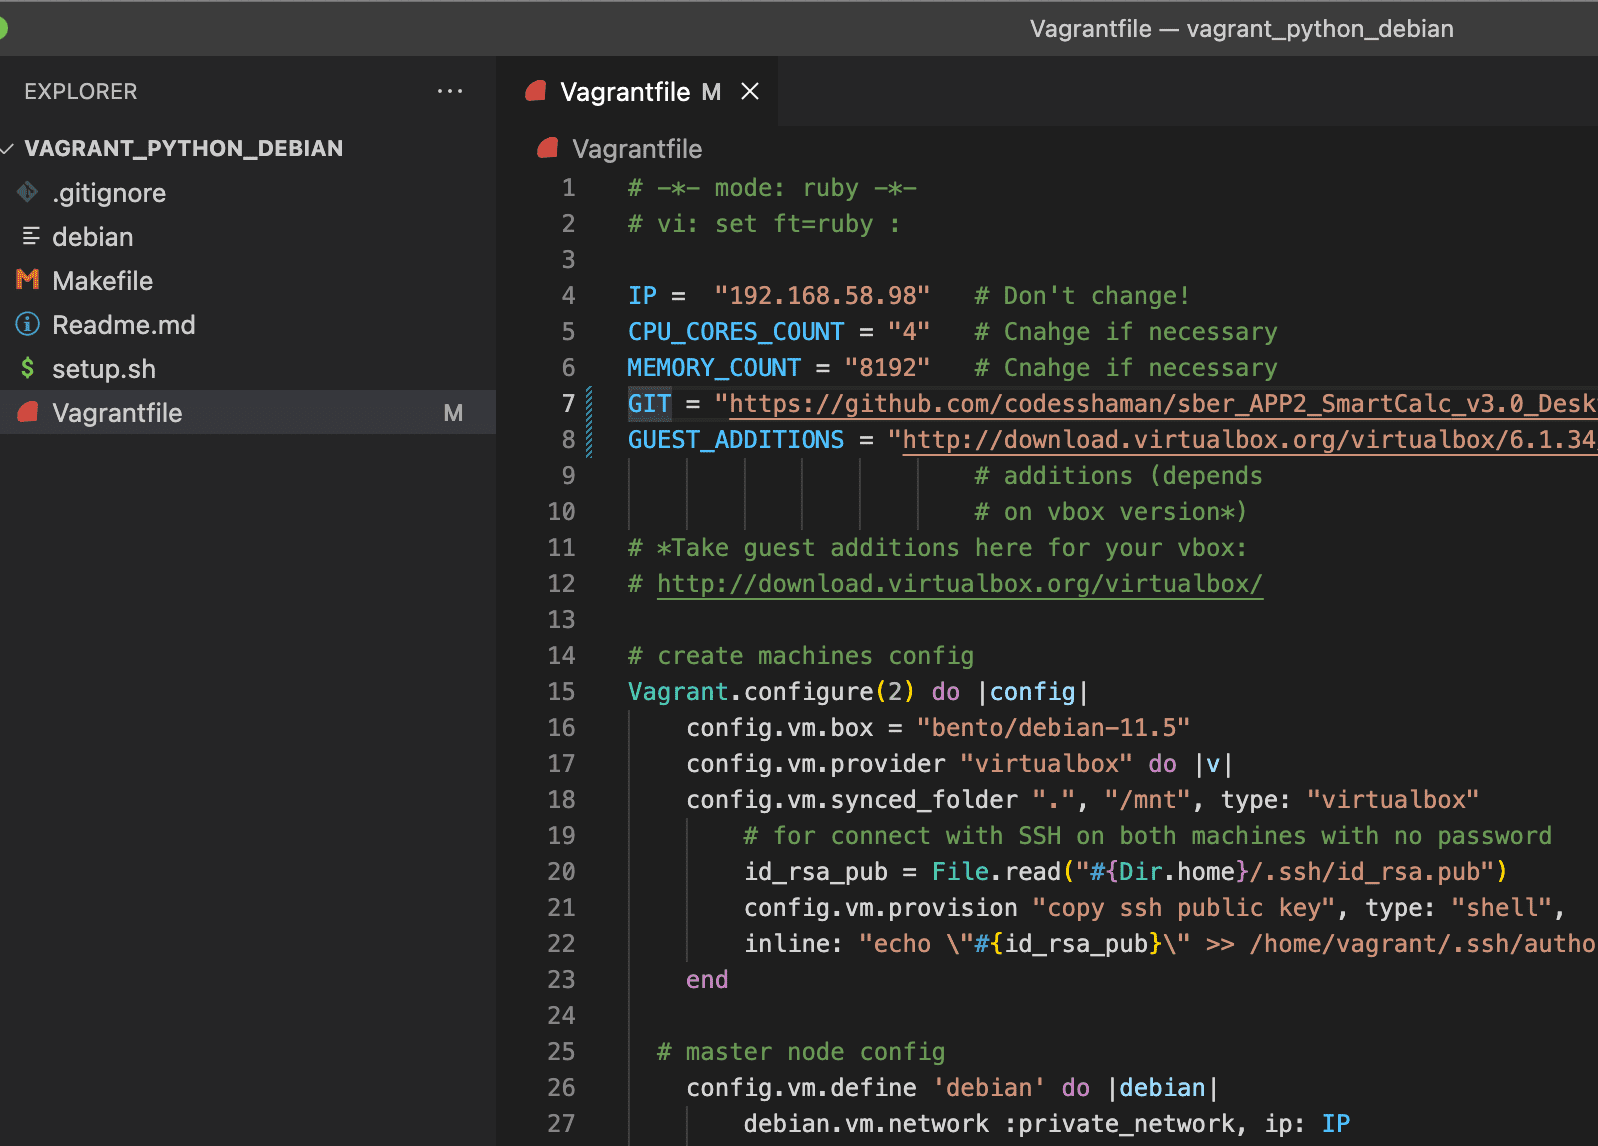 Vagrantfile — vagrant_python_debian
EXPLORER ···
VAGRANT_PYTHON_DEBIAN
.gitignore
debian
Makefile
Readme.md
setup.sh
Vagrantfile M
Vagrantfile M
Vagrantfile
1 # -*- mode: ruby -*-
2 # vi: set ft=ruby :
3
4 IP =  "192.168.58.98"   # Don't change!
5 CPU_CORES_COUNT = "4"   # Cnahge if necessary
6 MEMORY_COUNT = "8192"   # Cnahge if necessary
7 GIT = "https://github.com/codesshaman/sber_APP2_SmartCalc_v3.0_Desk
8 GUEST_ADDITIONS = "http://download.virtualbox.org/virtualbox/6.1.34
9 # additions (depends
10 # on vbox version*)
11 # *Take guest additions here for your vbox:
12 # http://download.virtualbox.org/virtualbox/
13
14 # create machines config
15 Vagrant.configure(2) do |config|
16 config.vm.box = "bento/debian-11.5"
17 config.vm.provider "virtualbox" do |v|
18 config.vm.synced_folder ".", "/mnt", type: "virtualbox"
19 # for connect with SSH on both machines with no password
20 id_rsa_pub = File.read("#{Dir.home}/.ssh/id_rsa.pub")
21 config.vm.provision "copy ssh public key", type: "shell",
22 inline: "echo \"#{id_rsa_pub}\" >> /home/vagrant/.ssh/autho
23 end
24
25 # master node config
26 config.vm.define 'debian' do |debian|
27 debian.vm.network :private_network, ip: IP